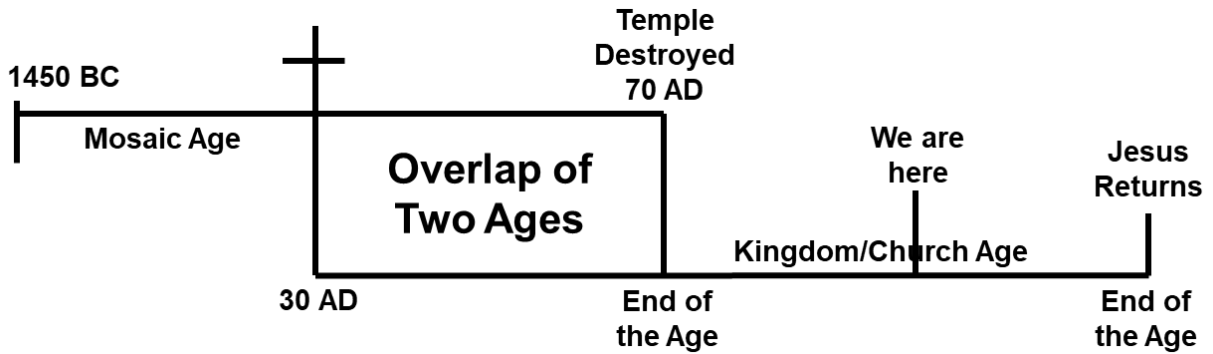 1450 BC
Mosaic Age
Temple
Destroyed
70 AD
Overlap of
Two Ages
We are
here
Jesus
Returns
Kingdom/Church Age
30 AD
End of
the Age
End of
the Age